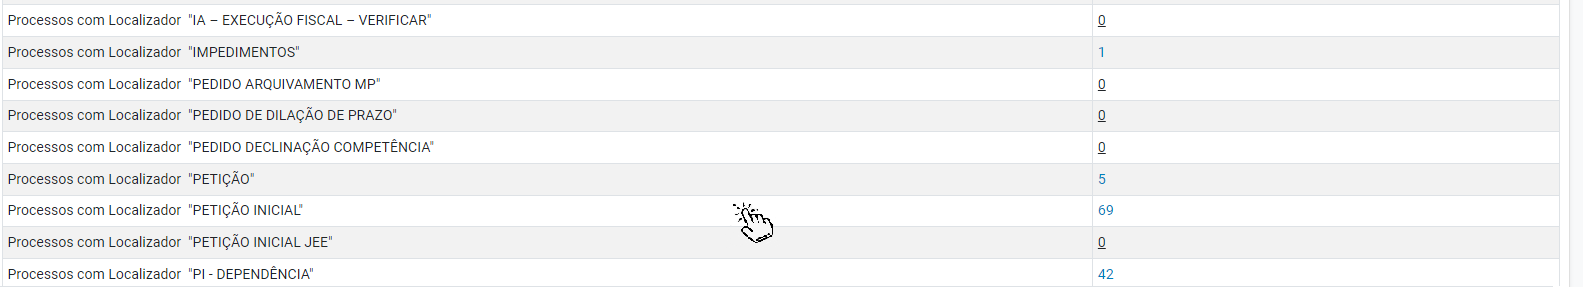 Processos com Localizador "IA – EXECUÇÃO FISCAL – VERIFICAR" 0
Processos com Localizador "IMPEDIMENTOS" 1
Processos com Localizador "PEDIDO ARQUIVAMENTO MP" 0
Processos com Localizador "PEDIDO DE DILAÇÃO DE PRAZO" 0
Processos com Localizador "PEDIDO DECLINAÇÃO COMPETÊNCIA" 0
Processos com Localizador "PETIÇÃO" 5
Processos com Localizador "PETIÇÃO INICIAL" 69
Processos com Localizador "PETIÇÃO INICIAL JEE" 0
Processos com Localizador "PI - DEPENDÊNCIA" 42